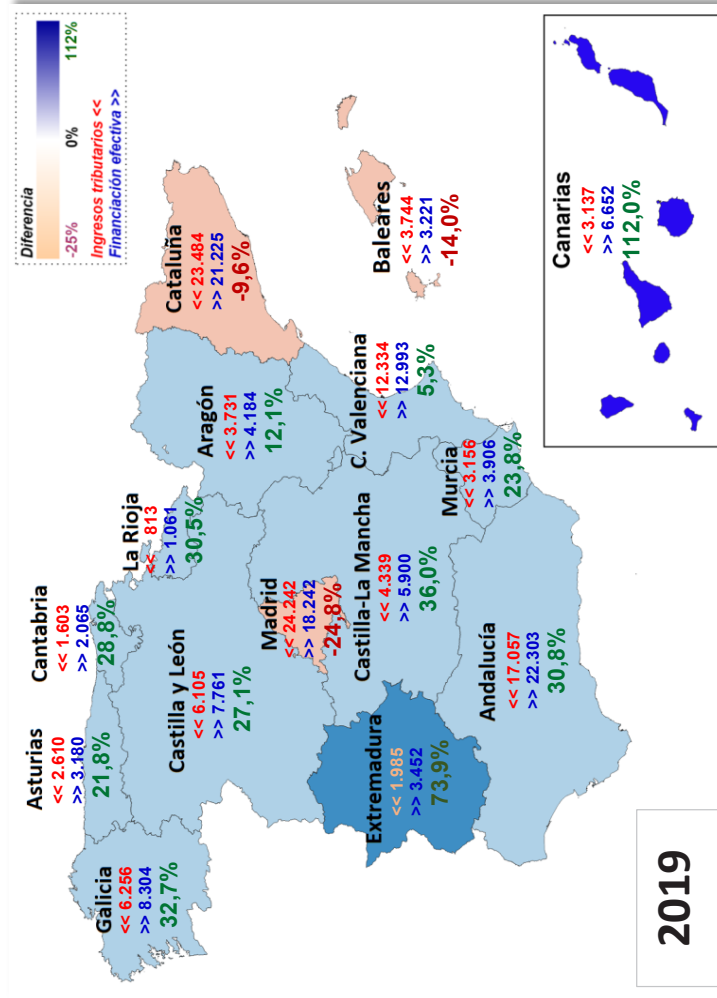 Diferencia
-25%
0%
112%
Ingresos tributarios <<
Financiación efectiva >>
Asturias
<< 2.610
>> 3.180
21,8%
Cantabria
<< 1.603
>> 2.065
28,8%
La Rioja
<< 813
>> 1.061
30,5%
Galicia
<< 6.256
>> 8.304
32,7%
Castilla y León
<< 6.105
>> 7.761
27,1%
Aragón
<< 3.731
>> 4.184
12,1%
Cataluña
<< 23.484
>> 21.225
-9,6%
Madrid
<< 24.242
>> 18.242
-24,8%
Castilla-La Mancha
<< 4.339
>> 5.900
36,0%
C. Valenciana
<< 12.334
>> 12.993
5,3%
Baleares
<< 3.744
>> 3.221
-14,0%
Extremadura
<< 1.985
>> 3.452
73,9%
Murcia
<< 3.156
>> 3.906
23,8%
Andalucía
<< 17.057
>> 22.303
30,8%
Canarias
<< 3.137
>> 6.652
112,0%
2019